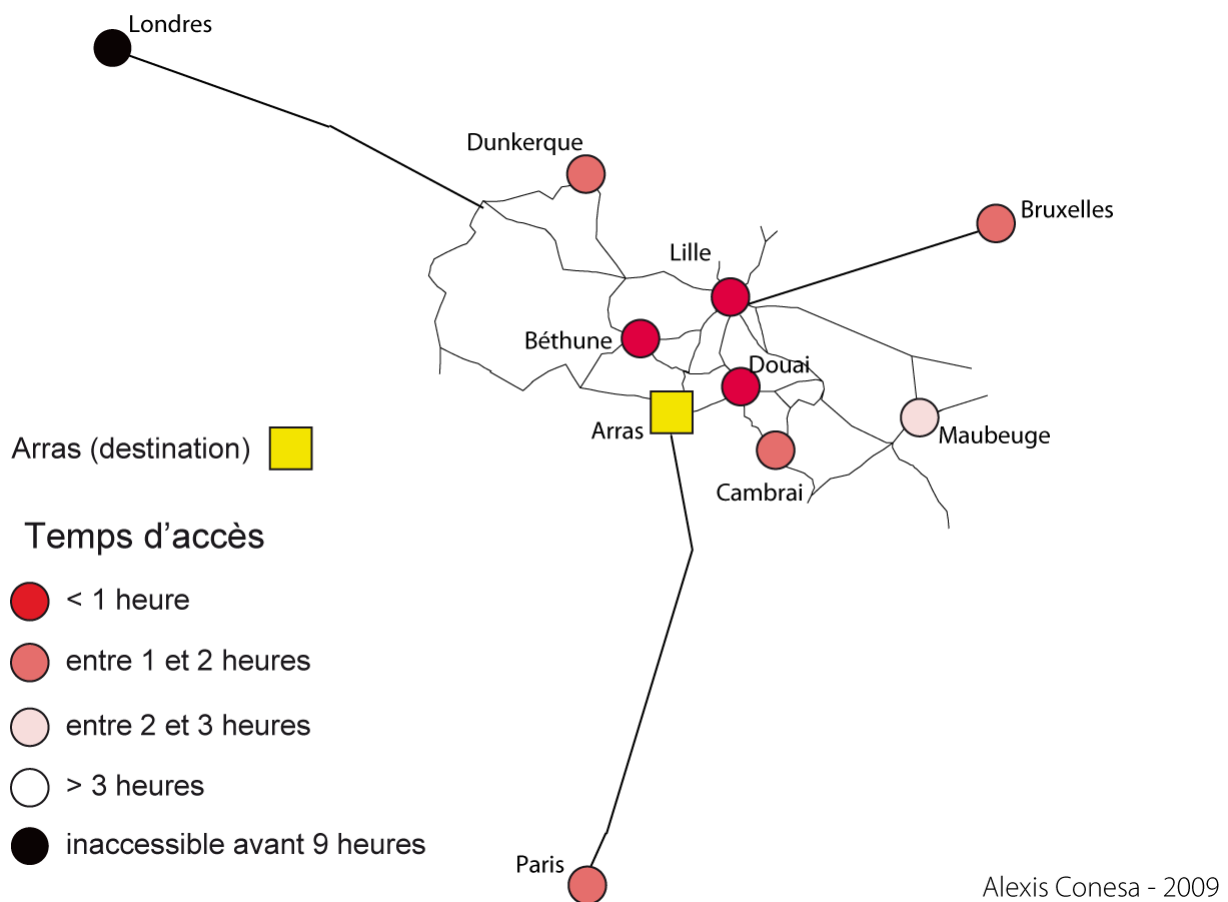 Londres
Dunkerque
Bruxelles
Lille
Béthune
Douai
Arras
Maubeuge
Cambrai
Arras (destination)
Temps d'accès
< 1 heure
entre 1 et 2 heures
entre 2 et 3 heures
> 3 heures
inaccessible avant 9 heures
Paris
Alexis Conesa - 2009